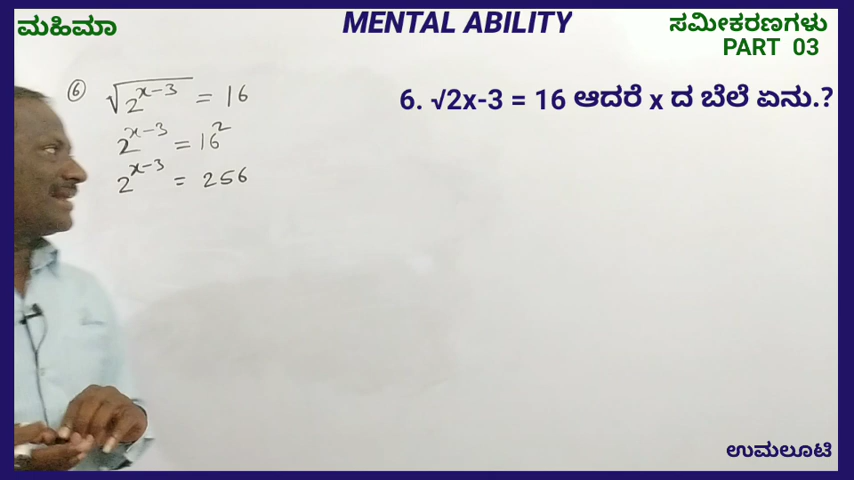 ಮಹಿಮಾ
MENTAL ABILITY
ಸಮೀಕರಣಗಳು
PART 03
6. √2x-3 = 16 ಆದರೆ x ದ ಬೆಲೆ ಏನು.?
⑥ √2^(x-3) = 16
2^(x-3) = 16²
2^(x-3) = 256
ಉಮಲೂಟಿ